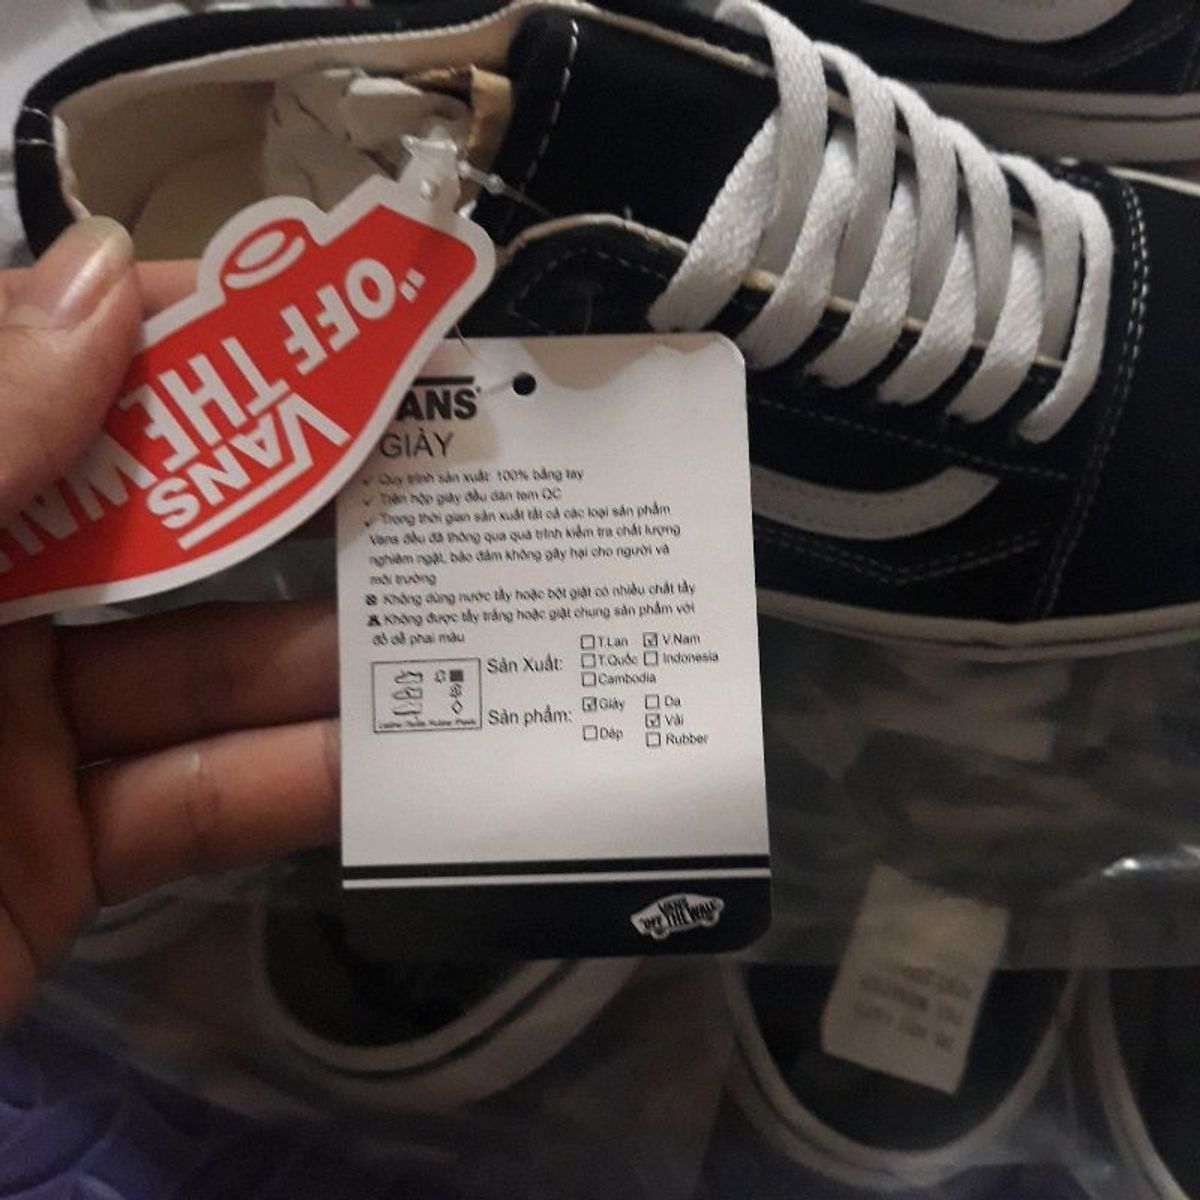 "OFF
THE WALL
VANS
VANS
GIÀY
Quy trình sản xuất: 100% bằng tay
Trên hộp giày đều dán tem QC
Trong thời gian sản xuất tất cả các loại sản phẩm
Vans đều đã thông qua quá trình kiểm tra chất lượng
nghiêm ngặt, bảo đảm không gây hại cho người và
môi trường
Không dùng nước tẩy hoặc bột giặt có nhiều chất tẩy
Không được tẩy trắng hoặc giặt chung sản phẩm với
đồ dễ phai màu
Sản Xuất:
☐ T.Lan ☑ V.Nam
☐ T.Quốc ☐ Indonesia
☐ Cambodia
Sản phẩm:
☑ Giày ☐ Da
☑ Vải
☐ Dép ☐ Rubber
VANS
"OFF THE WALL"